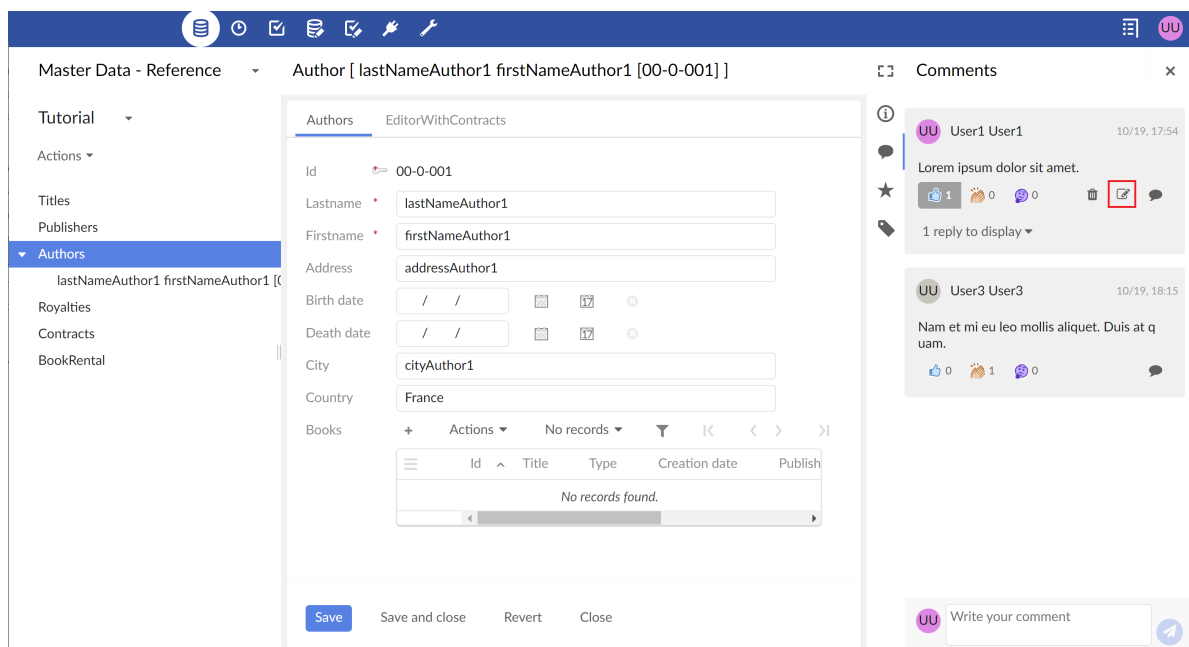 UU
Master Data - Reference
Author [ lastNameAuthor1 firstNameAuthor1 [00-0-001] ]
Comments
Tutorial
Actions
Titles
Publishers
Authors
lastNameAuthor1 firstNameAuthor1 [
Royalties
Contracts
BookRental
Authors EditorWithContracts
Id 00-0-001
Lastname * lastNameAuthor1
Firstname * firstNameAuthor1
Address addressAuthor1
Birth date / / 17
Death date / / 17
City cityAuthor1
Country France
Books + Actions No records
Id Title Type Creation date Publish
No records found.
Save Save and close Revert Close
UU User1 User1 10/19, 17:54
Lorem ipsum dolor sit amet.
1 0 0
1 reply to display
UU User3 User3 10/19, 18:15
Nam et mi eu leo mollis aliquet. Duis at q
uam.
0 1 0
UU Write your comment